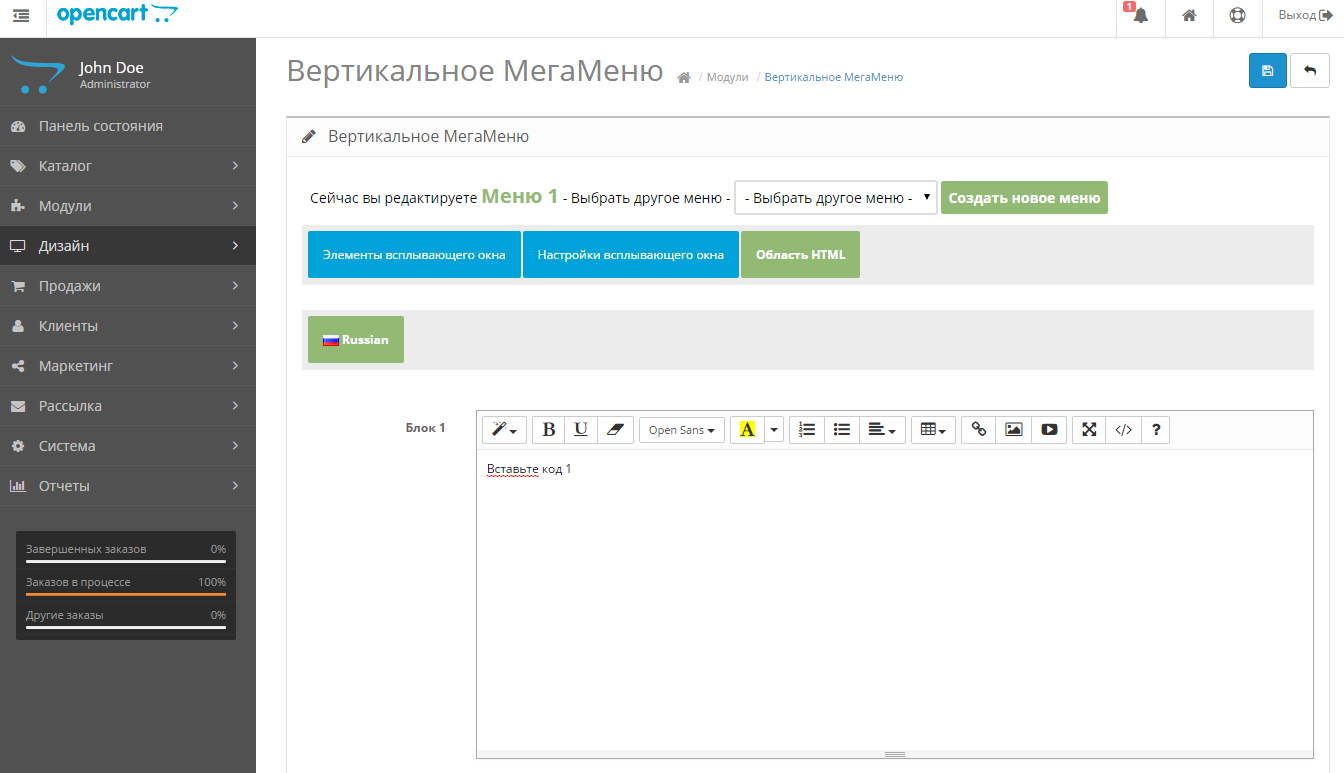 opencart
1
Выход
John Doe
Administrator
Панель состояния
Каталог
Модули
Дизайн
Продажи
Клиенты
Маркетинг
Рассылка
Система
Отчеты
Завершенных заказов 0%
Заказов в процессе 100%
Другие заказы 0%
Вертикальное МегаМеню / Модули / Вертикальное МегаМеню
Вертикальное МегаМеню
Сейчас вы редактируете Меню 1 - Выбрать другое меню - - Выбрать другое меню - Создать новое меню
Элементы всплывающего окна Настройки всплывающего окна Область HTML
Russian
Блок 1
B U Open Sans A </> ?
Вставьте код 1